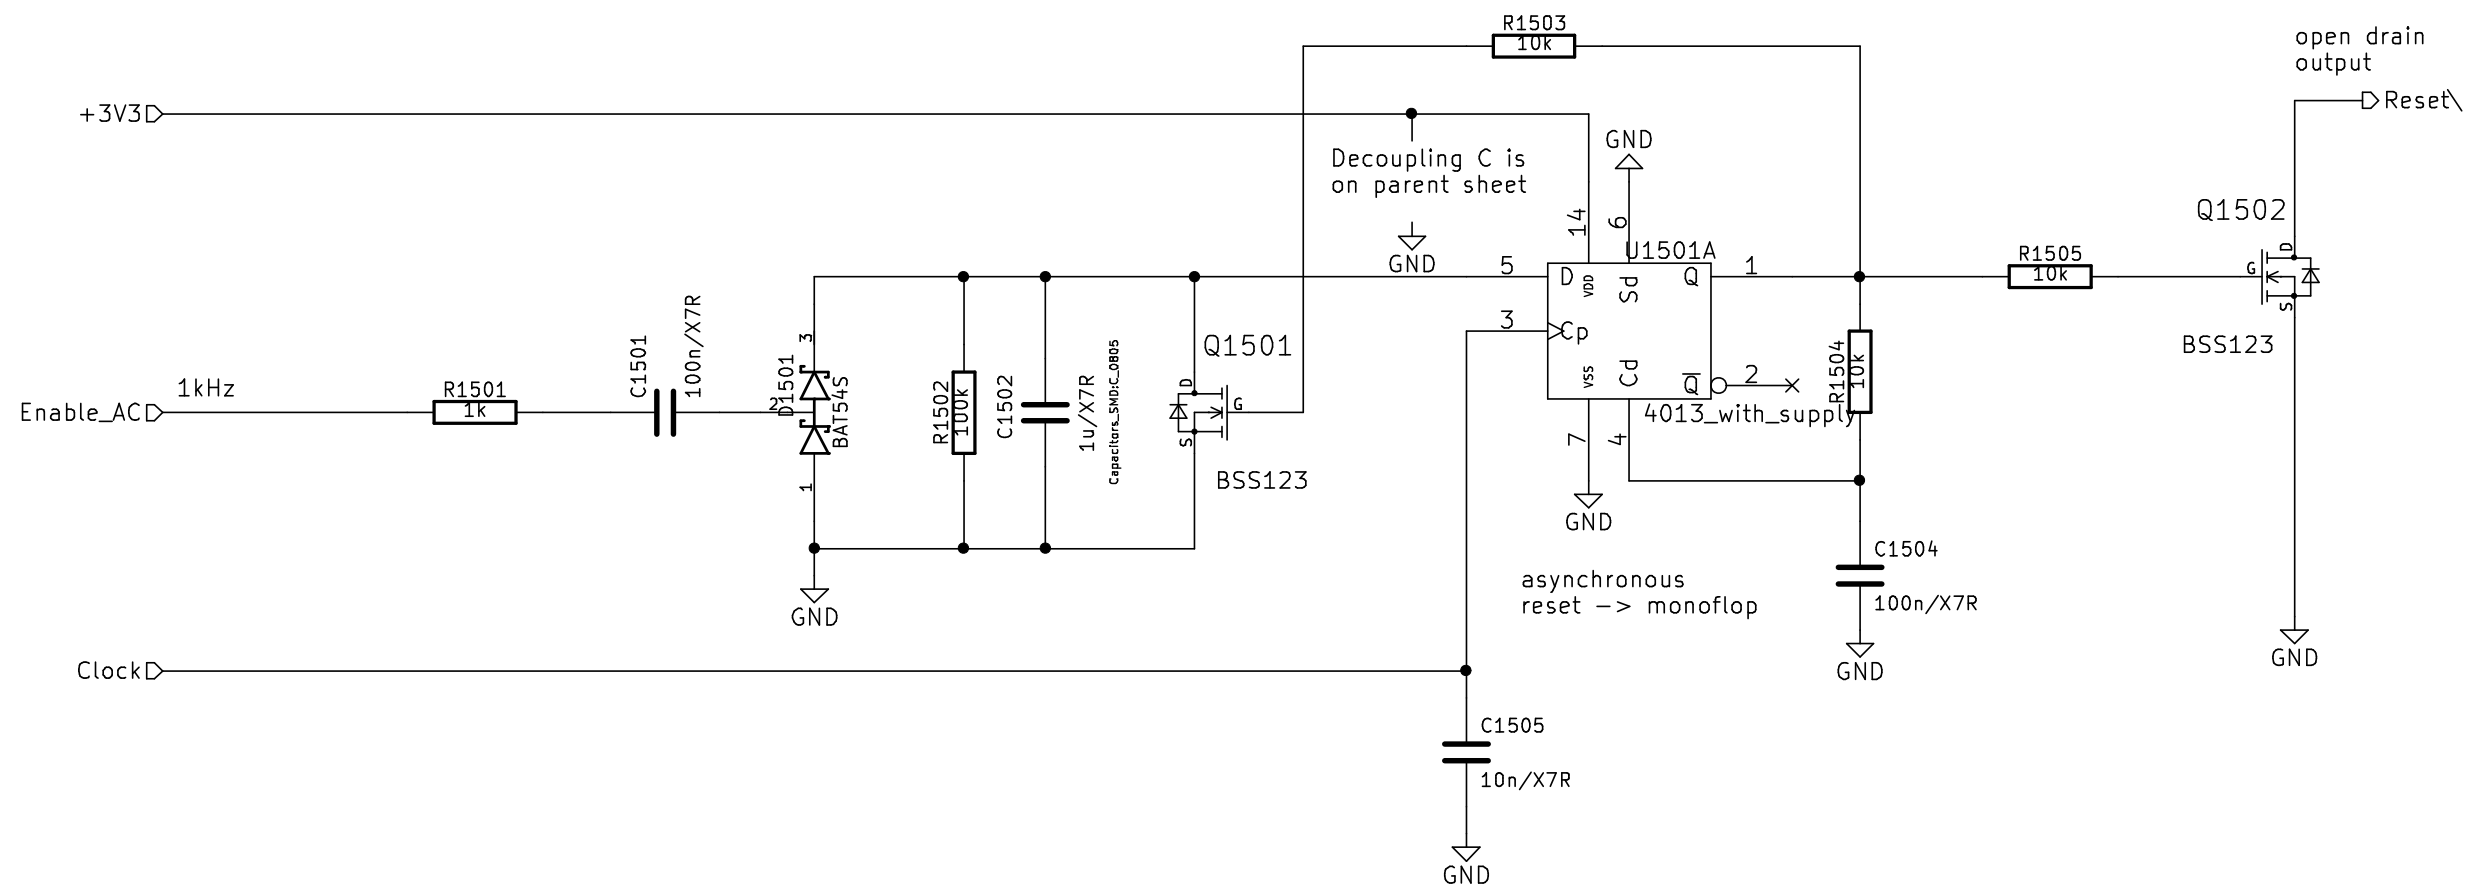 R1503
10k
open drain
output
Reset\
+3V3
GND
Decoupling C is
on parent sheet
GND
14
6
U1501A
5
D
VDD
Sd
Q
1
3
Cp
VSS
Cd
Q
2
4013_with_supply
7
4
GND
R1505
10k
Q1502
D
G
S
BSS123
GND
1kHz
Enable_AC
R1501
1k
C1501
100n/X7R
3
2
D1501
BAT54S
1
GND
R1502
100k
C1502
1u/X7R
Capacitors_SMD:C_0805
Q1501
D
G
S
BSS123
R1504
10k
C1504
100n/X7R
GND
asynchronous
reset -> monoflop
Clock
C1505
10n/X7R
GND